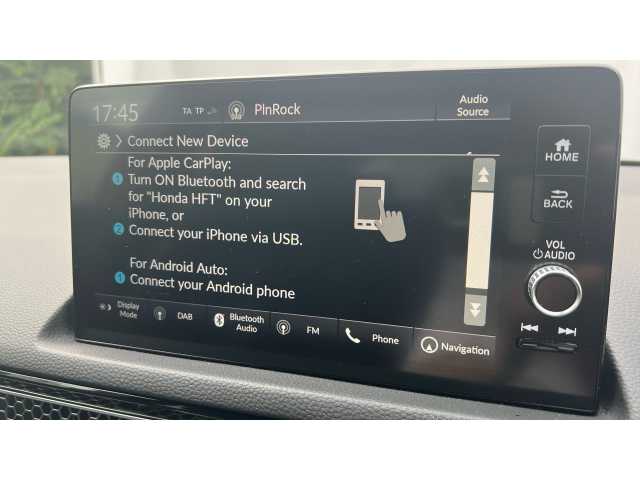 17:45
TA TP
PinRock
Audio
Source
Connect New Device
For Apple CarPlay:
1 Turn ON Bluetooth and search
for "Honda HFT" on your
iPhone, or
2 Connect your iPhone via USB.
For Android Auto:
1 Connect your Android phone
Display
Mode
DAB
Bluetooth
Audio
FM
Phone
Navigation
HOME
BACK
VOL
AUDIO